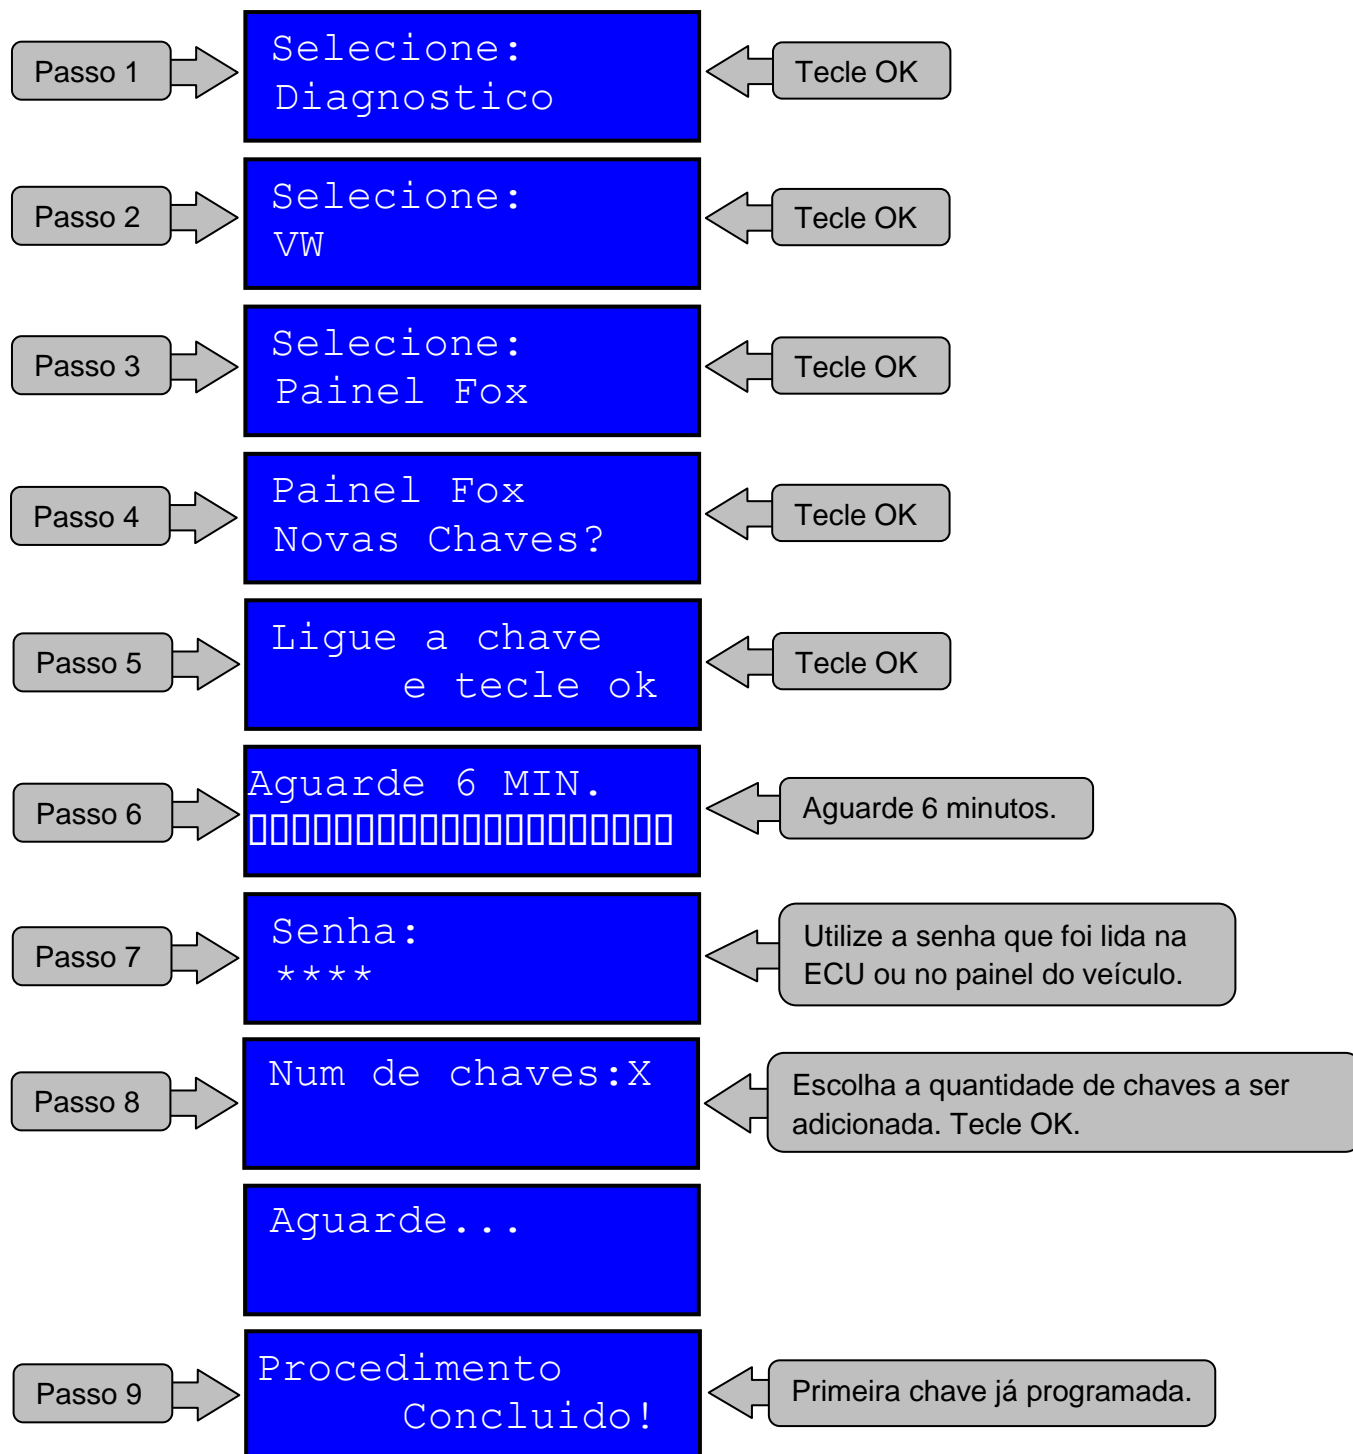 Passo 1
Selecione:
Diagnostico
Tecle OK
Passo 2
Selecione:
VW
Tecle OK
Passo 3
Selecione:
Painel Fox
Tecle OK
Passo 4
Painel Fox
Novas Chaves?
Tecle OK
Passo 5
Ligue a chave
e tecle ok
Tecle OK
Passo 6
Aguarde 6 MIN.
Aguarde 6 minutos.
Passo 7
Senha:
****
Utilize a senha que foi lida na
ECU ou no painel do veículo.
Passo 8
Num de chaves:X
Escolha a quantidade de chaves a ser
adicionada. Tecle OK.
Aguarde...
Passo 9
Procedimento
Concluido!
Primeira chave já programada.